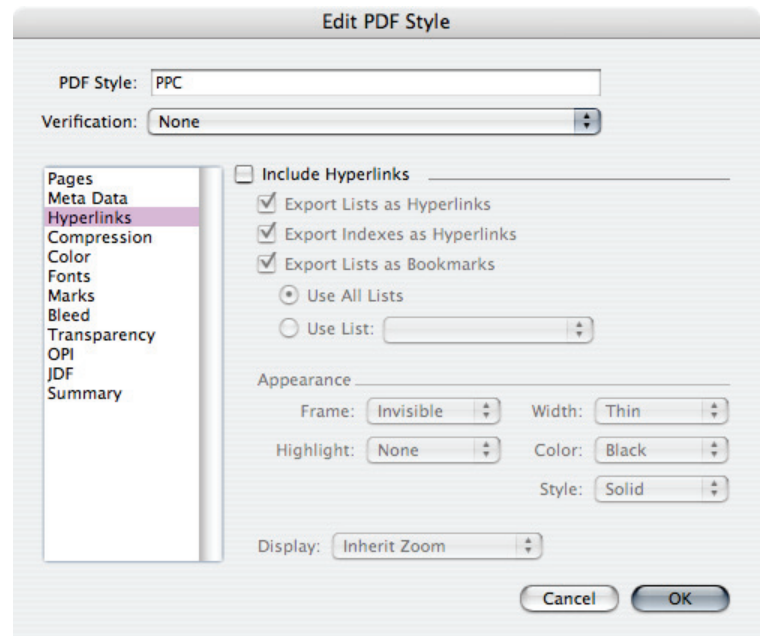 Edit PDF Style
PDF Style: PPC
Verification: None
Pages
Meta Data
Hyperlinks
Compression
Color
Fonts
Marks
Bleed
Transparency
OPI
JDF
Summary
Include Hyperlinks
Export Lists as Hyperlinks
Export Indexes as Hyperlinks
Export Lists as Bookmarks
Use All Lists
Use List:
Appearance
Frame: Invisible Width: Thin
Highlight: None Color: Black
Style: Solid
Display: Inherit Zoom
Cancel OK